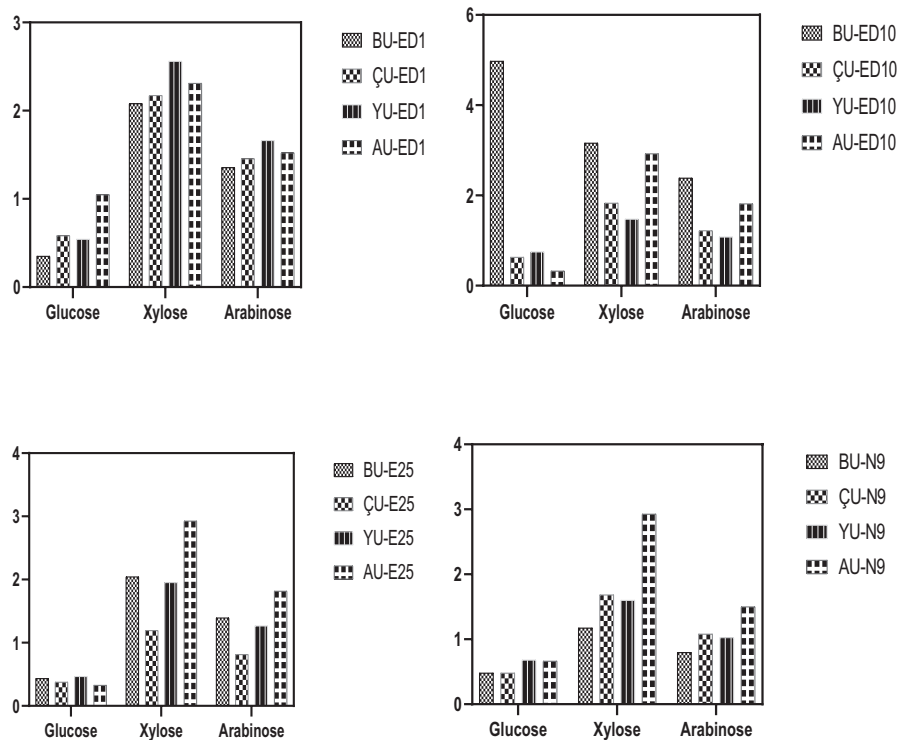 3
2
1
0
Glucose Xylose Arabinose
BU-ED1
ÇU-ED1
YU-ED1
AU-ED1
6
4
2
0
Glucose Xylose Arabinose
BU-ED10
ÇU-ED10
YU-ED10
AU-ED10
4
3
2
1
0
Glucose Xylose Arabinose
BU-E25
ÇU-E25
YU-E25
AU-E25
4
3
2
1
0
Glucose Xylose Arabinose
BU-N9
ÇU-N9
YU-N9
AU-N9